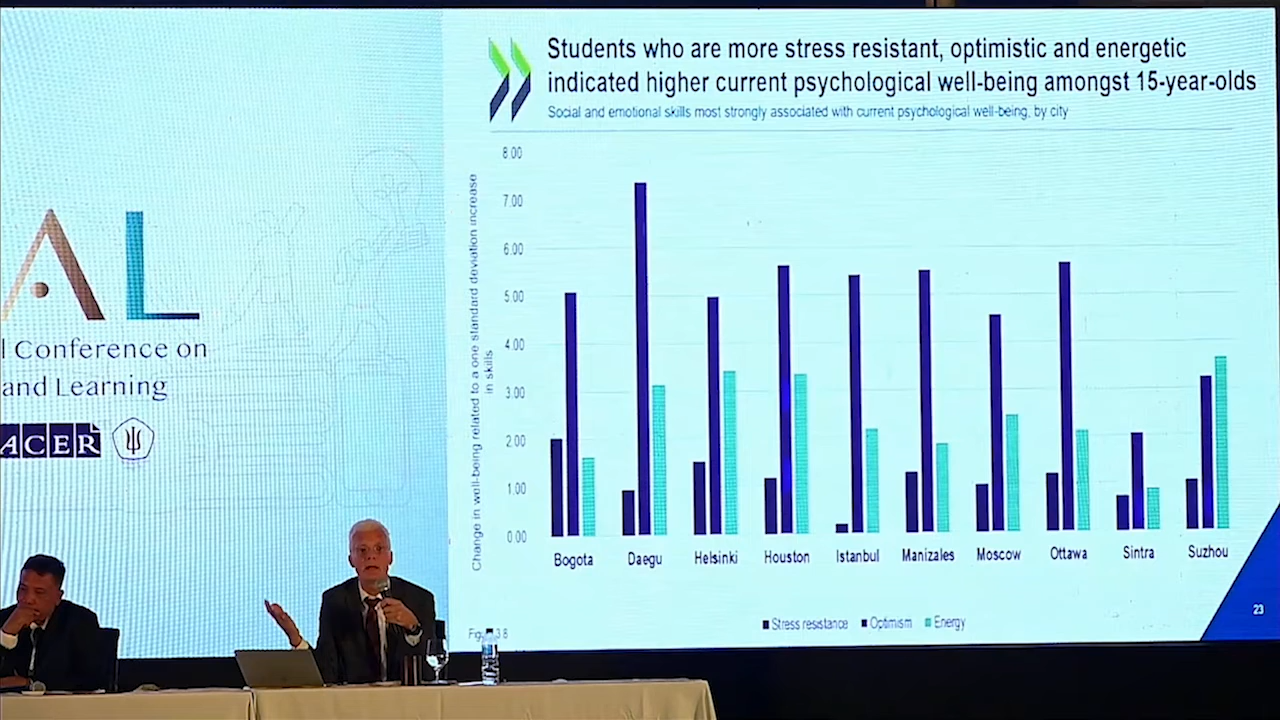 Students who are more stress resistant, optimistic and energetic
indicated higher current psychological well-being amongst 15-year-olds
Social and emotional skills most strongly associated with current psychological well-being, by city
Change in well-being related to a one standard deviation increase
in skills
8.00
7.00
6.00
5.00
4.00
3.00
2.00
1.00
0.00
Bogota Daegu Helsinki Houston Istanbul Manizales Moscow Ottawa Sintra Suzhou
Stress resistance Optimism Energy
3.8
23
AL
l Conference on
and Learning
ACER